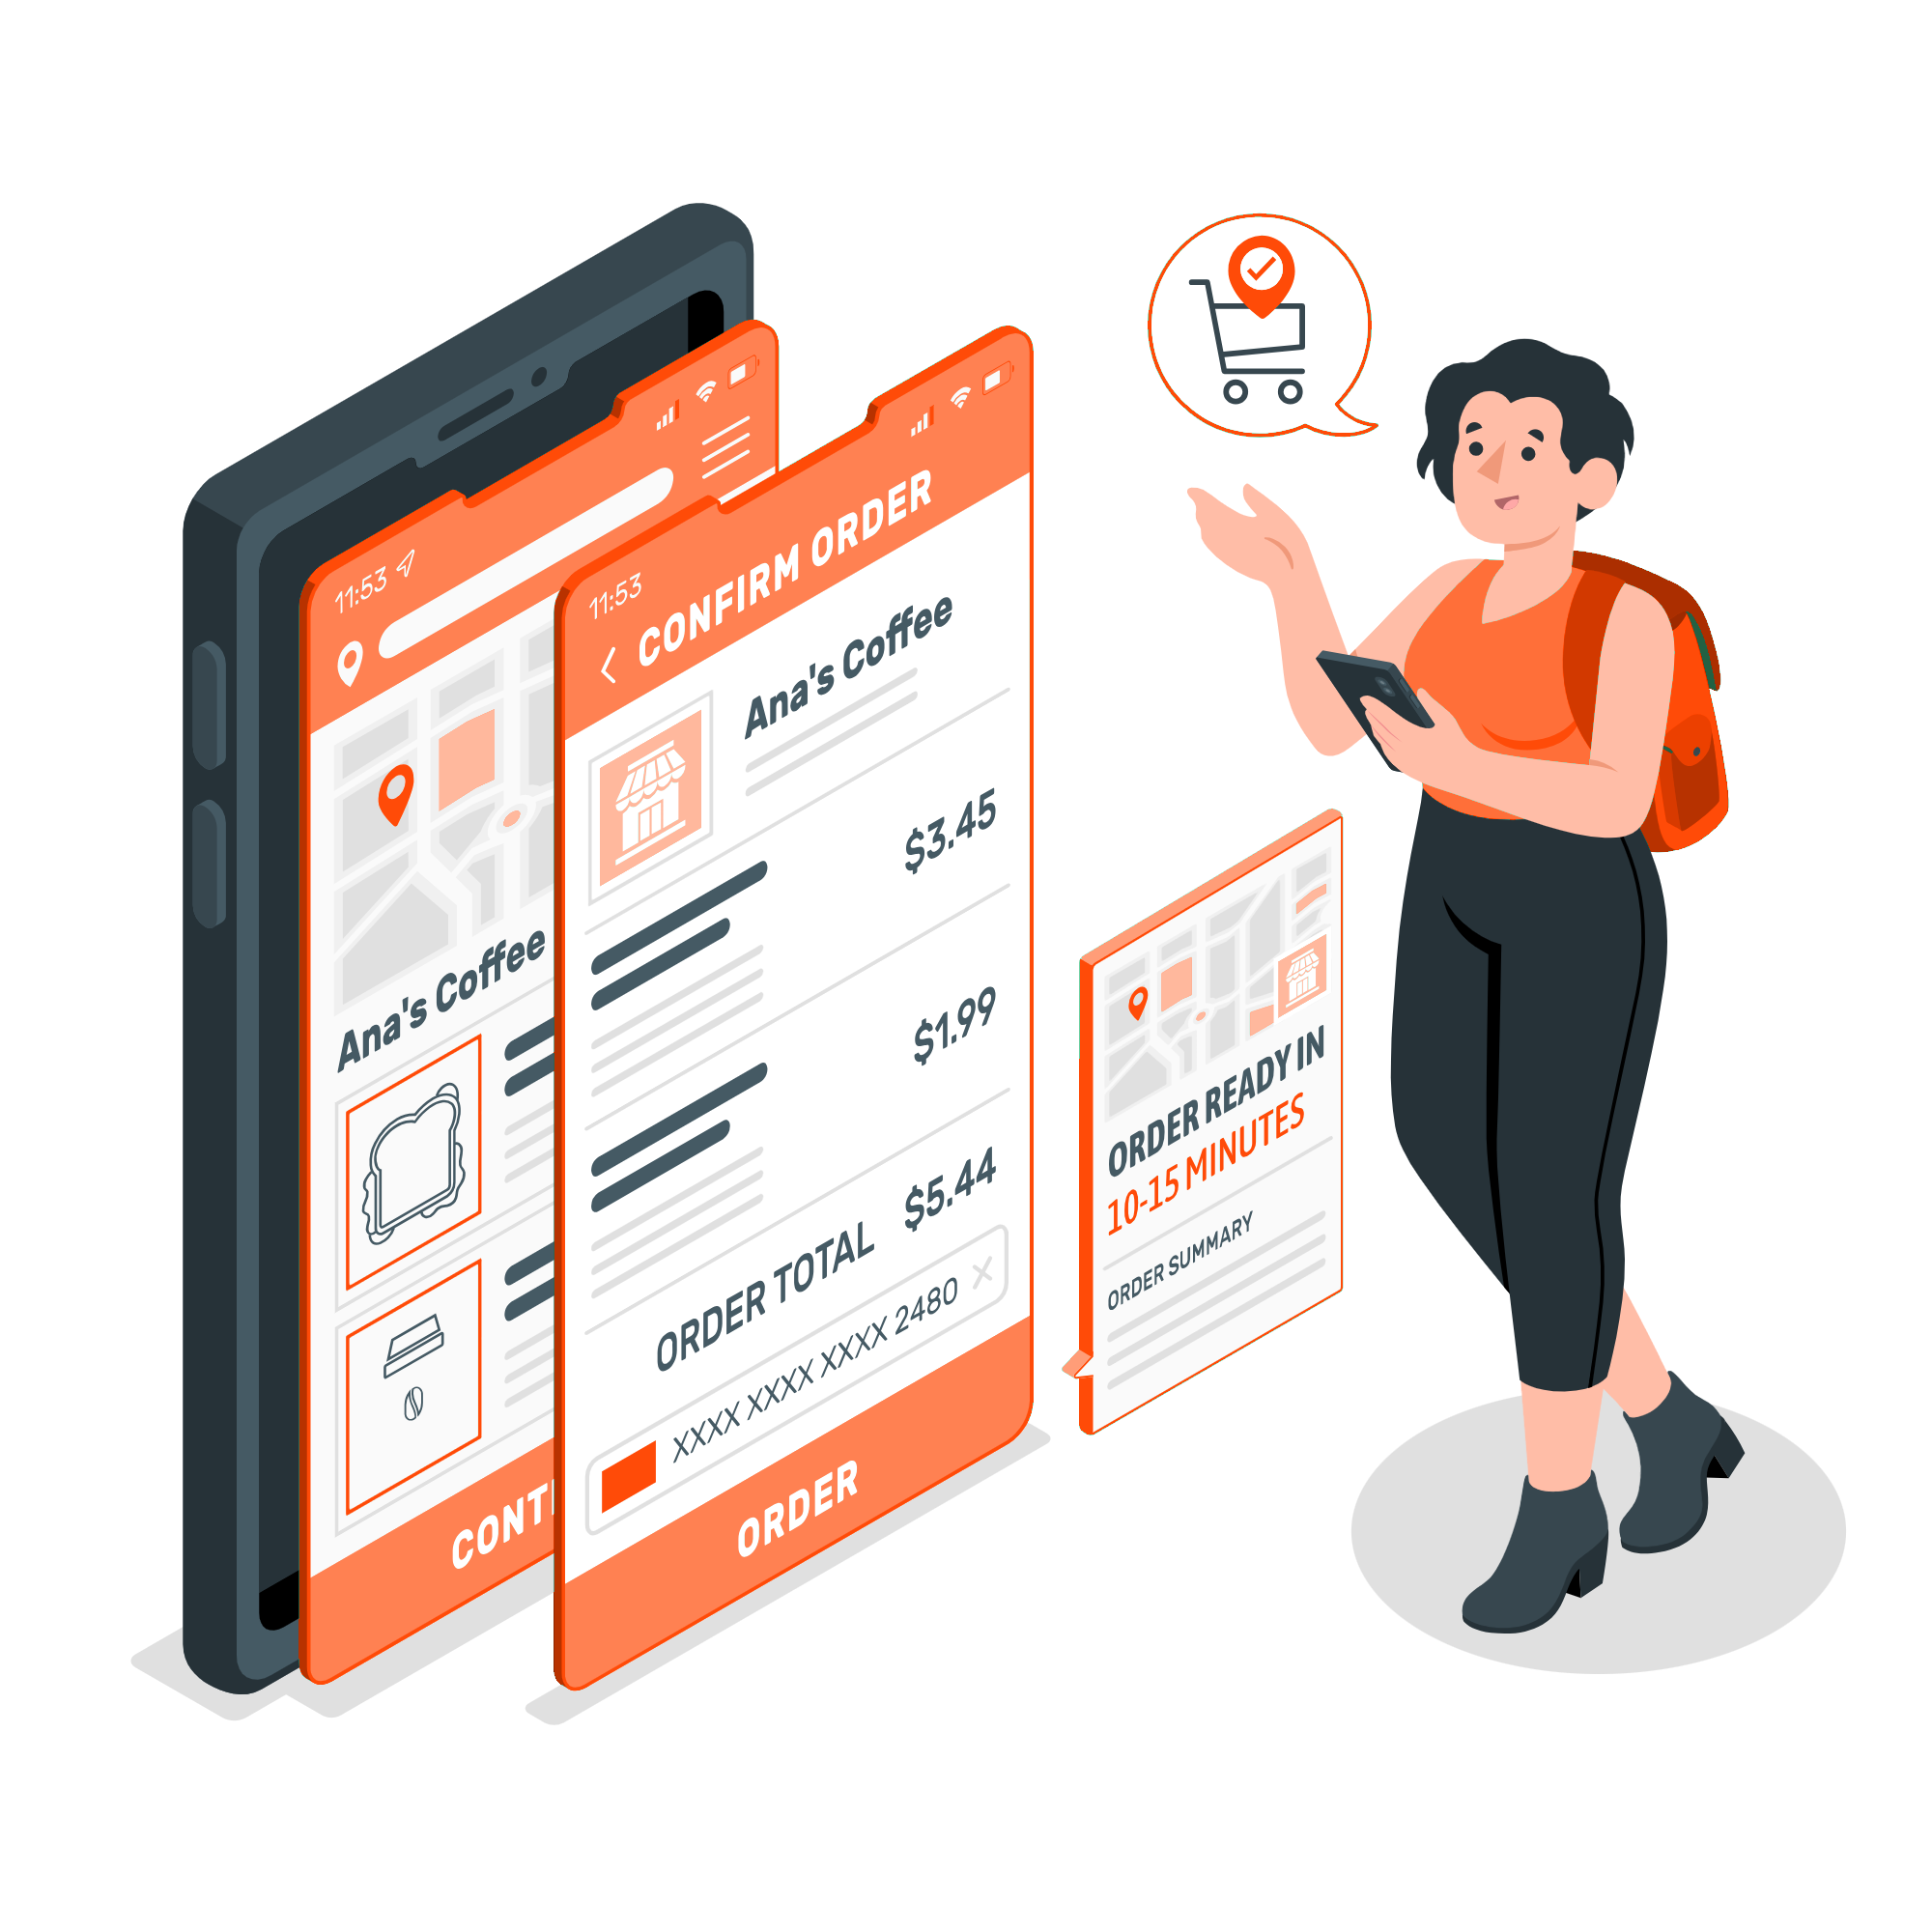 11:53
Ana's Coffee
CONT
11:53
CONFIRM ORDER
Ana's Coffee
$3.45
$1.99
ORDER TOTAL $5.44
XXXX XXXX XXXX 2480
ORDER
ORDER READY IN
10-15 MINUTES
ORDER SUMMARY